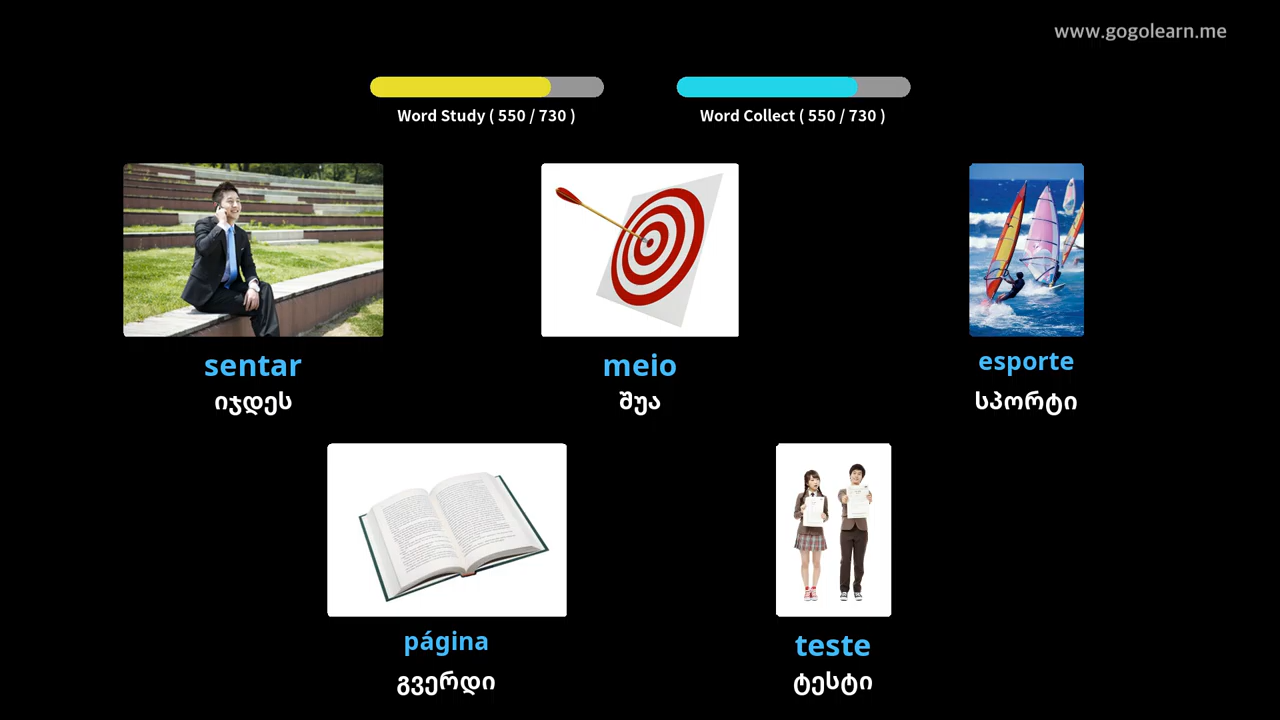 www.gogolearn.me
Word Study ( 550 / 730 )
Word Collect ( 550 / 730 )
sentar
იჯდეს
meio
შუა
esporte
სპორტი
página
გვერდი
teste
ტესტი